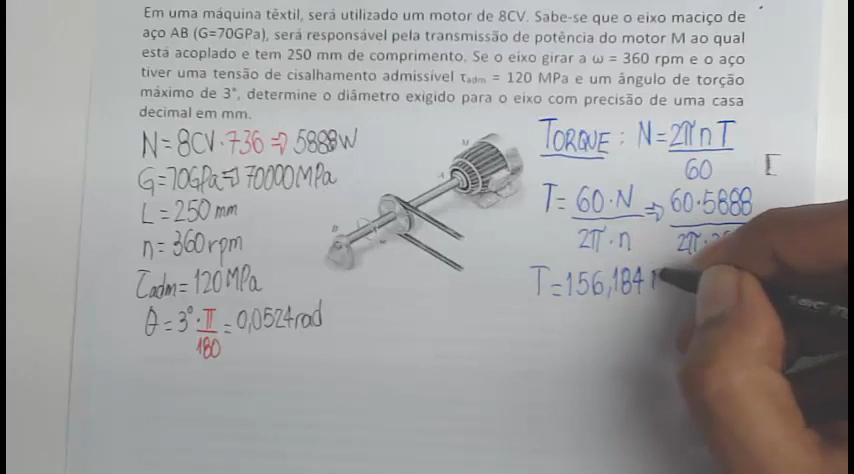 Em uma máquina têxtil, será utilizado um motor de 8CV. Sabe-se que o eixo maciço de
aço AB (G=70GPa), será responsável pela transmissão de potência do motor M ao qual
está acoplado e tem 250 mm de comprimento. Se o eixo girar a ω = 360 rpm e o aço
tiver uma tensão de cisalhamento admissível τadm = 120 MPa e um ângulo de torção
máximo de 3°, determine o diâmetro exigido para o eixo com precisão de uma casa
decimal em mm.
N = 8CV·736 ⇒ 5888W
G = 70GPa ⇒ 70000MPa
L = 250 mm
n = 360rpm
τadm = 120MPa
θ = 3°·π/180 = 0,0524rad
M
A
B
TORQUE: N = 2πnT/60
T = 60·N/2π·n ⇒ 60·5888/2π·
T = 156,184